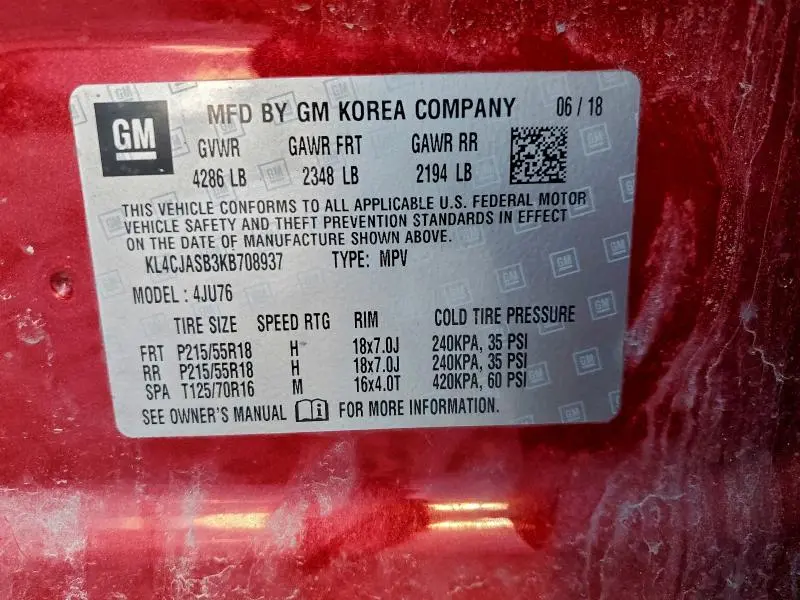 GM MFD BY GM KOREA COMPANY 06 / 18
GVWR GAWR FRT GAWR RR
4286 LB 2348 LB 2194 LB
THIS VEHICLE CONFORMS TO ALL APPLICABLE U.S. FEDERAL MOTOR
VEHICLE SAFETY AND THEFT PREVENTION STANDARDS IN EFFECT
ON THE DATE OF MANUFACTURE SHOWN ABOVE.
KL4CJASB3KB708937 TYPE: MPV
MODEL : 4JU76
TIRE SIZE SPEED RTG RIM COLD TIRE PRESSURE
FRT P215/55R18 H 18x7.0J 240KPA, 35 PSI
RR P215/55R18 H 18x7.0J 240KPA, 35 PSI
SPA T125/70R16 M 16x4.0T 420KPA, 60 PSI
SEE OWNER'S MANUAL FOR MORE INFORMATION.